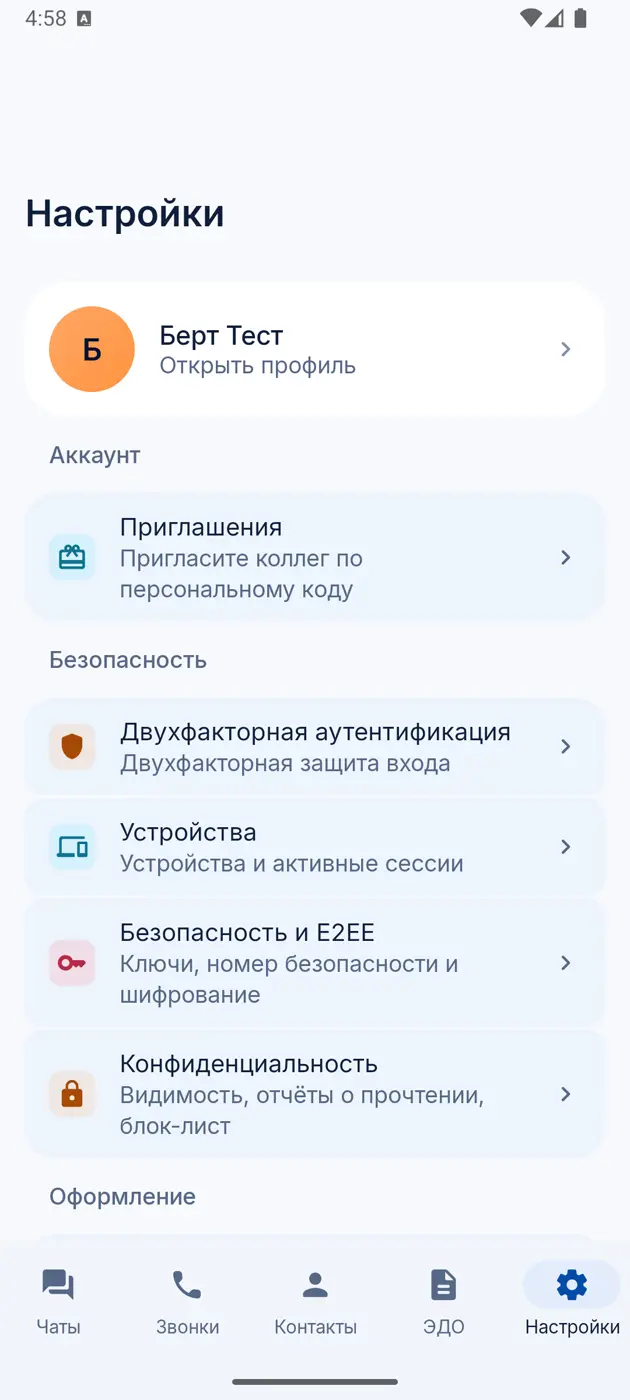 4:58 A
Настройки
Б
Берт Тест
Открыть профиль
Аккаунт
Приглашения
Пригласите коллег по
персональному коду
Безопасность
Двухфакторная аутентификация
Двухфакторная защита входа
Устройства
Устройства и активные сессии
Безопасность и E2EE
Ключи, номер безопасности и
шифрование
Конфиденциальность
Видимость, отчёты о прочтении,
блок-лист
Оформление
Чаты Звонки Контакты ЭДО Настройки